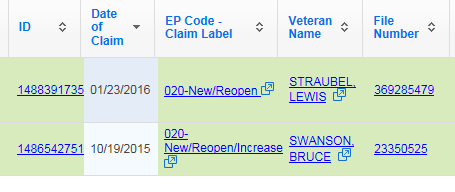 ID
Date of Claim
EP Code - Claim Label
Veteran Name
File Number
1488391735 01/23/2016 020-New/Reopen STRAUBEL, LEWIS 369285479
1486542751 10/19/2015 020-New/Reopen/Increase SWANSON, BRUCE 23350525